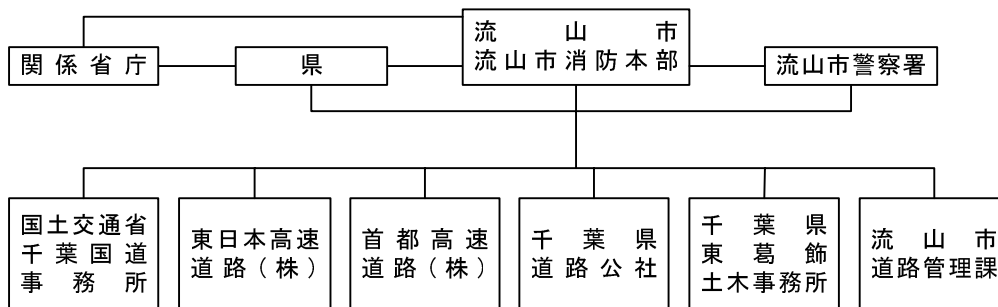 流山市
流山市消防本部
関係省庁
県
流山市警察署
国土交通省
千葉国道
事務所
東日本高速
道路（株）
首都高速
道路（株）
千葉県
道路公社
千葉県
東葛飾
土木事務所
流山市
道路管理課